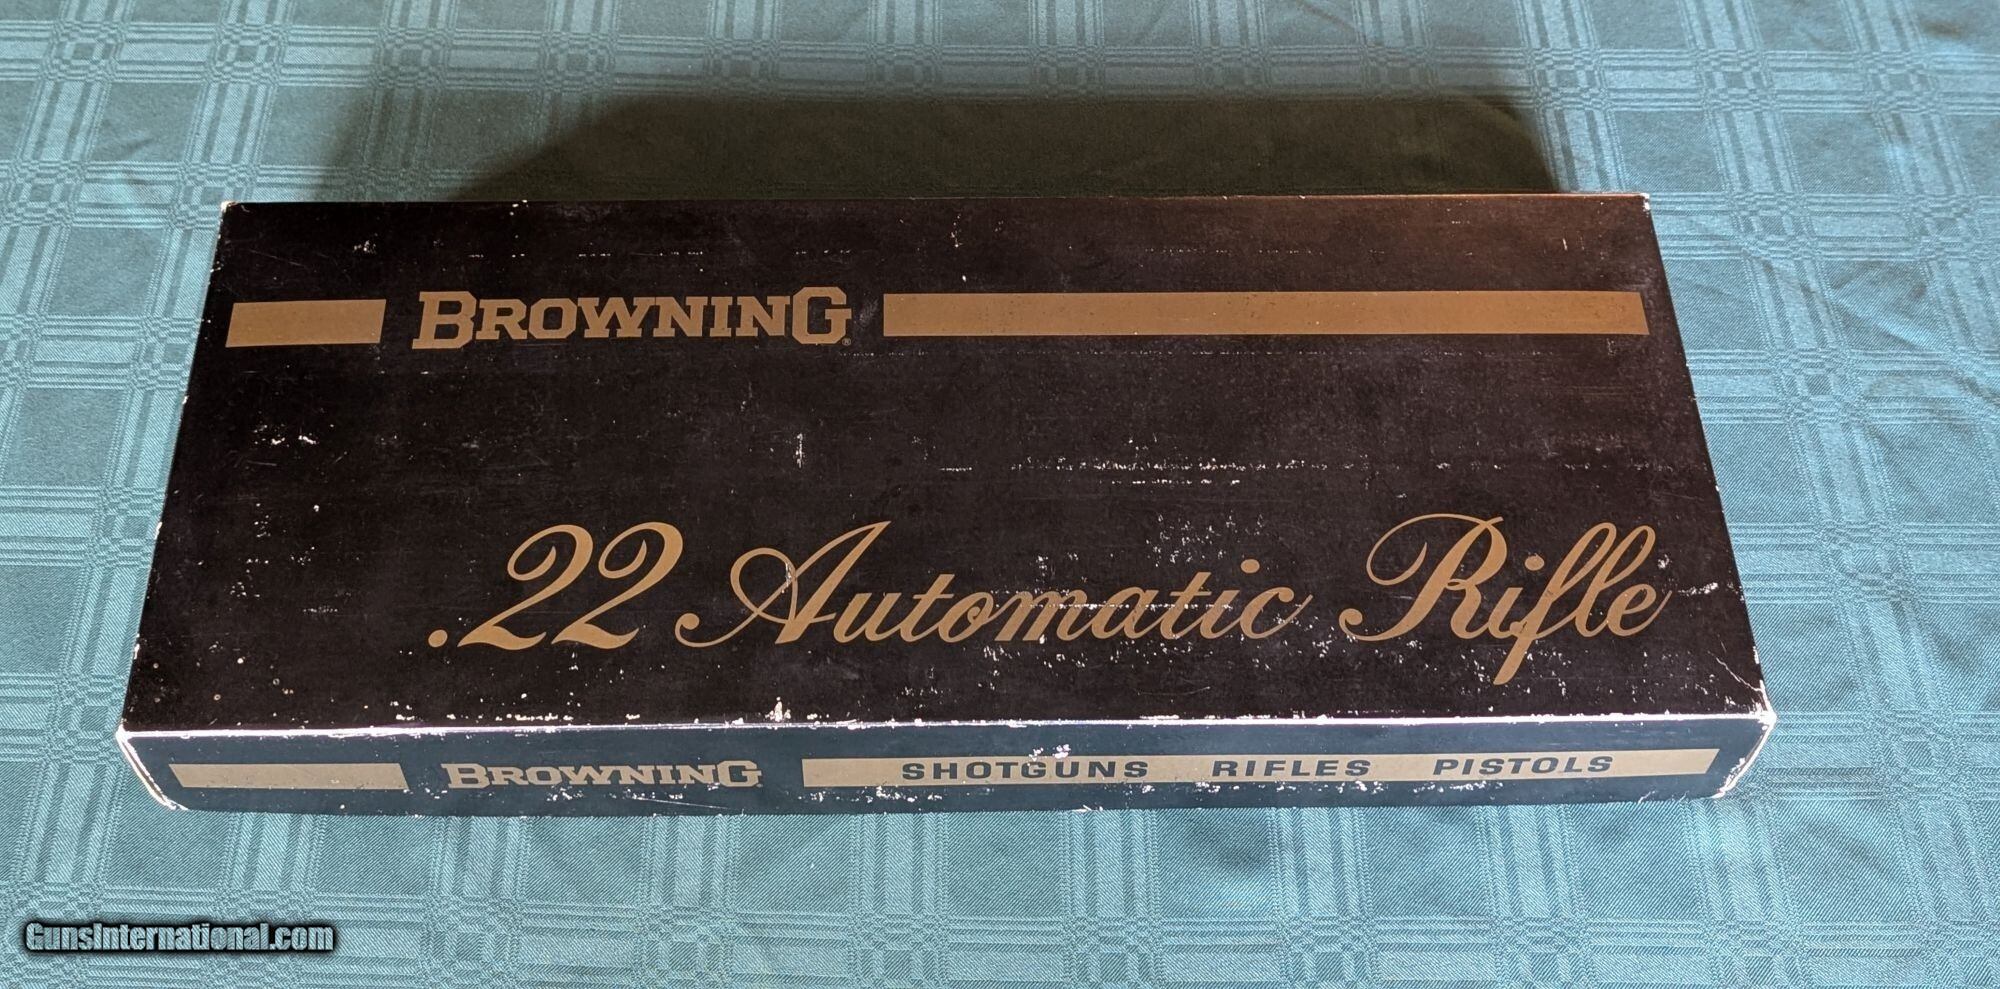 BROWNING®
.22 Automatic Rifle
BROWNING SHOTGUNS RIFLES PISTOLS
GunsInternational.com